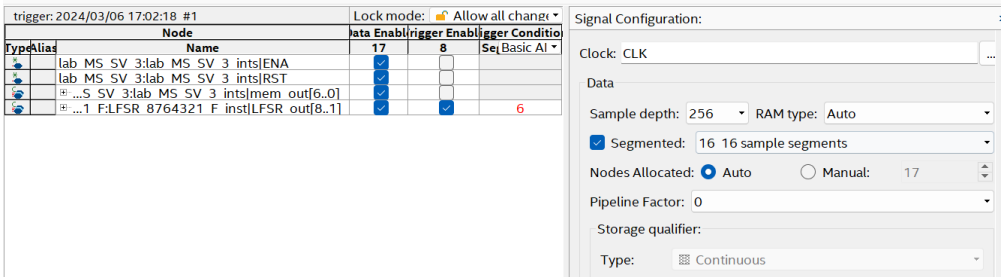 trigger: 2024/03/06 17:02:18 #1
Lock mode: Allow all change
Node
Data Enabl
rigger Enabl
igger Conditio
Type
Alias
Name
17
8
Se
Basic AI
lab_MS_SV_3:lab_MS_SV_3_ints|ENA
lab_MS_SV_3:lab_MS_SV_3_ints|RST
...S_SV_3:lab_MS_SV_3_ints|mem_out[6..0]
...1_F:LFSR_8764321_F_inst|LFSR_out[8..1]
6
Signal Configuration:
Clock: CLK
...
Data
Sample depth: 256
RAM type: Auto
Segmented: 16 16 sample segments
Nodes Allocated: Auto
Manual: 17
Pipeline Factor: 0
Storage qualifier:
Type: Continuous